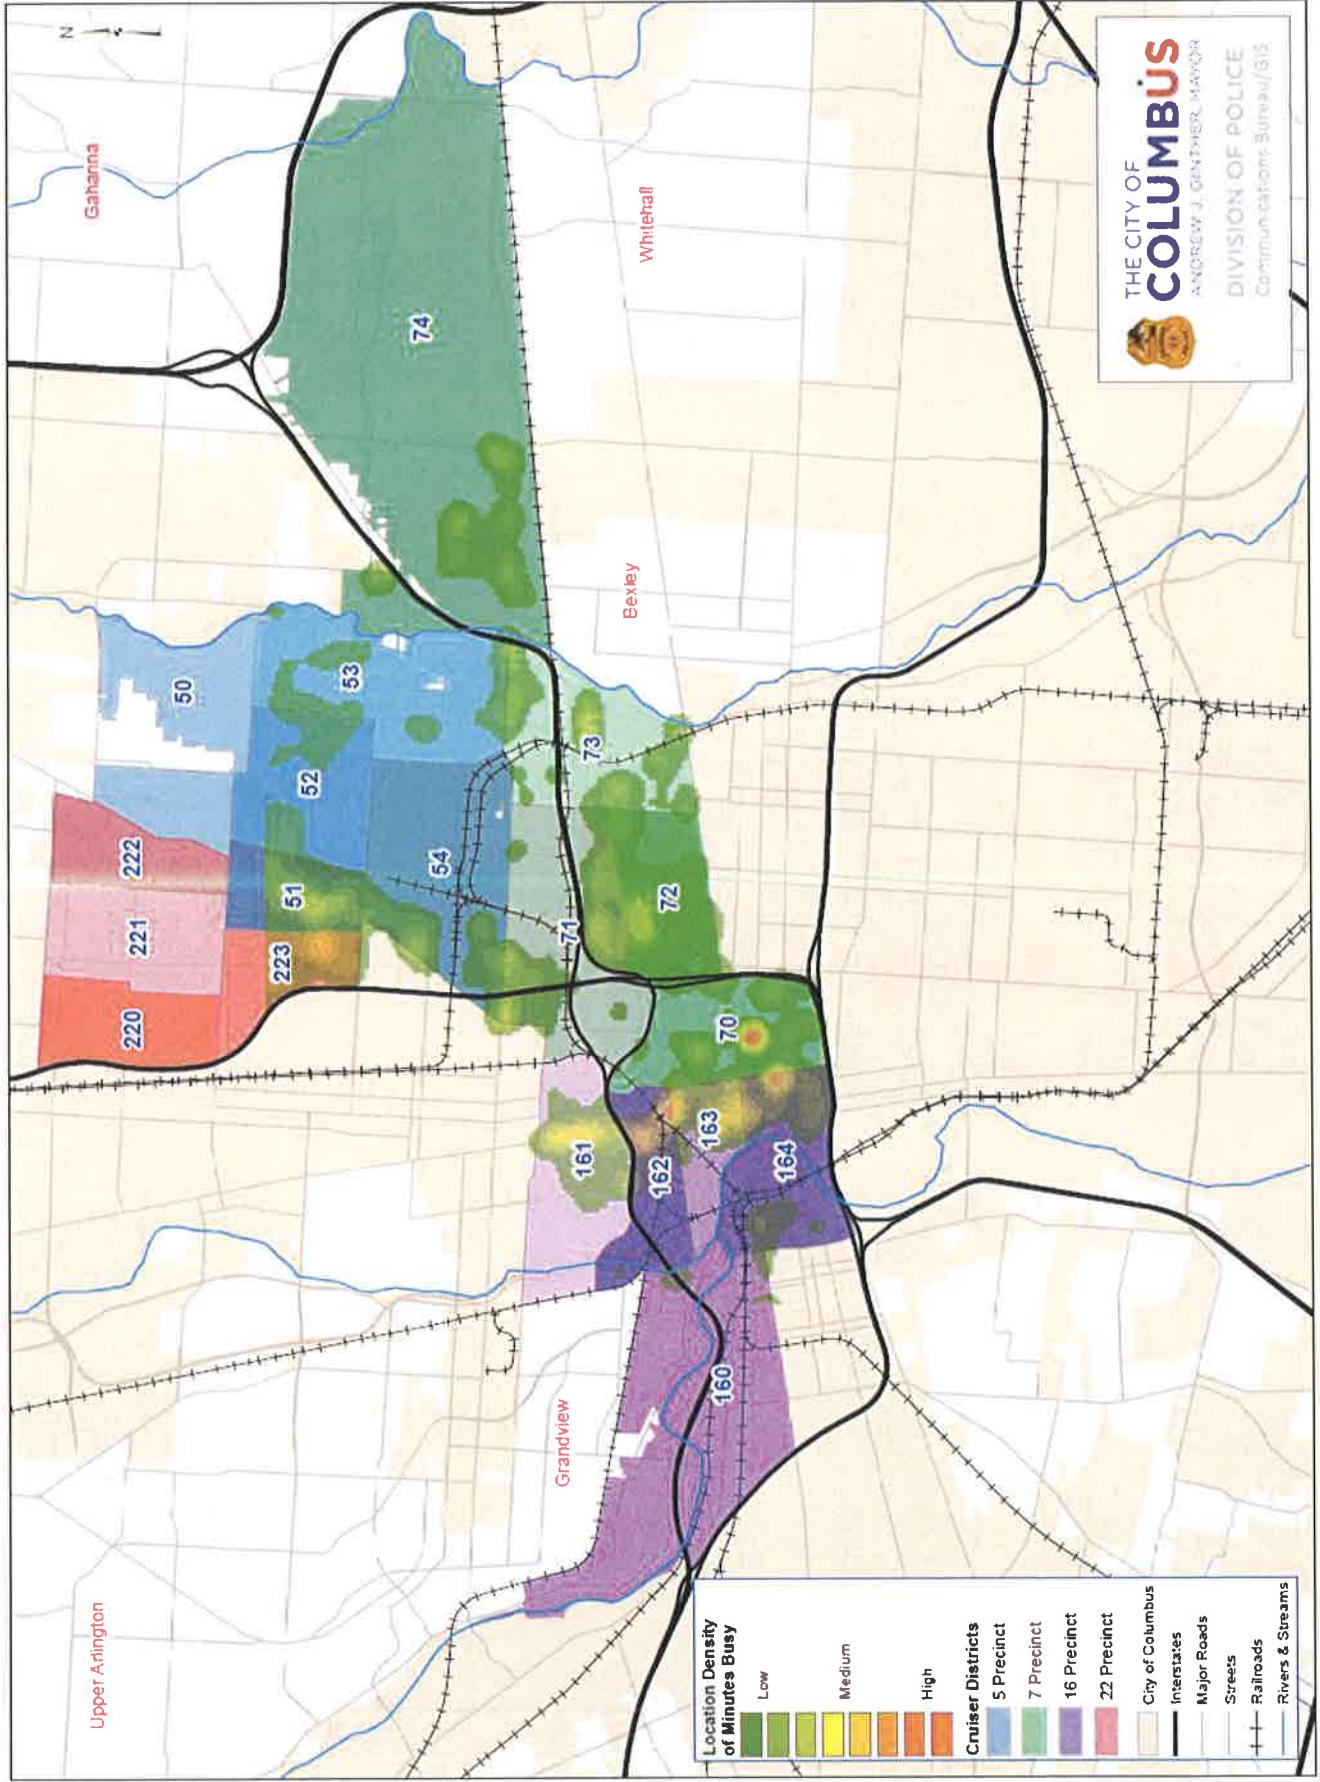 N
Gahanna
Upper Arlington
Grandview
Bexley
Whitehall
220
221
222
223
50
51
52
53
54
74
73
71
72
70
161
162
163
164
160
Location Density
of Minutes Busy
Low
Medium
High
Cruiser Districts
5 Precinct
7 Precinct
16 Precinct
22 Precinct
City of Columbus
Interstates
Major Roads
Streets
Railroads
Rivers & Streams
THE CITY OF
COLUMBUS
ANDREW J. GINTHER, MAYOR
DIVISION OF POLICE
Communications Bureau/GIS